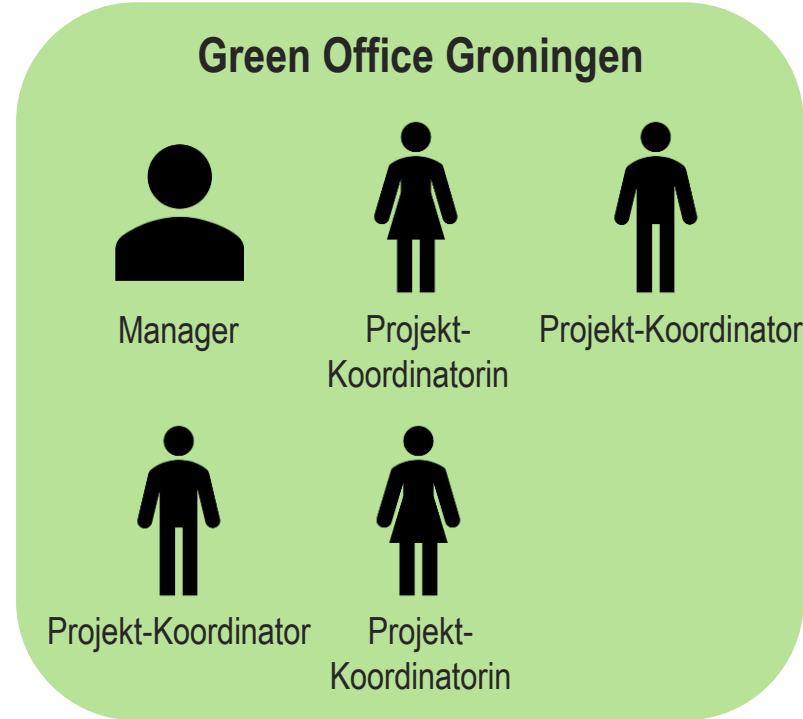 Green Office Groningen
Manager
Projekt-
Koordinatorin
Projekt-Koordinator
Projekt-Koordinator
Projekt-
Koordinatorin